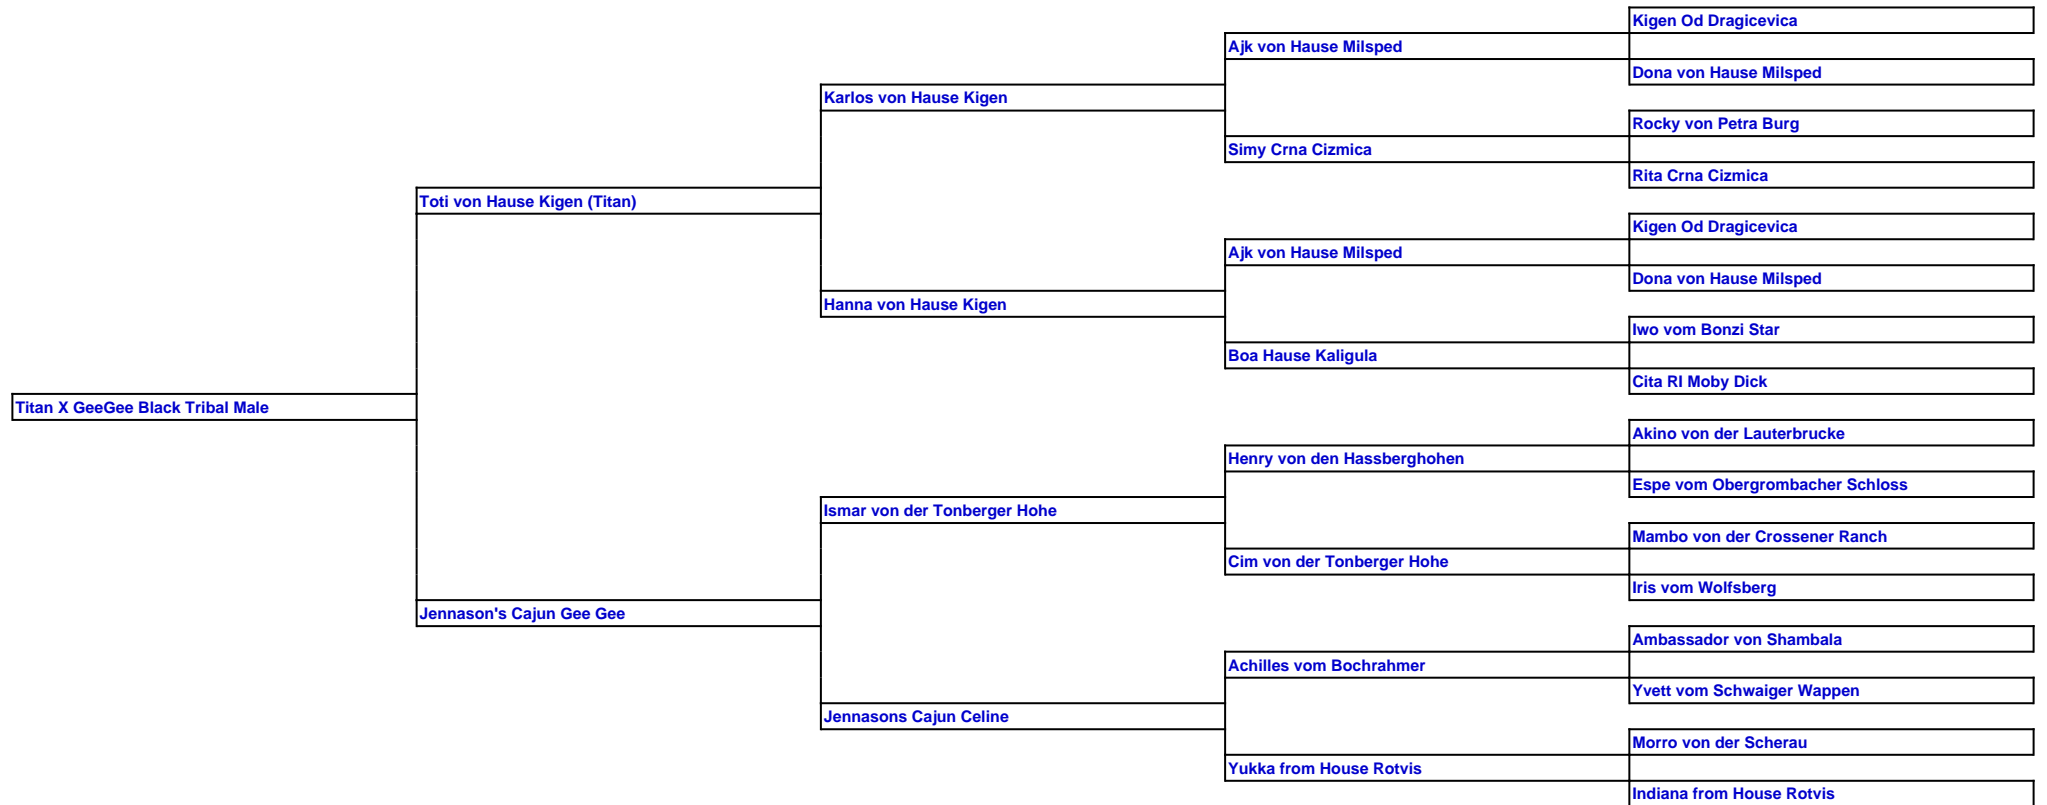 Kigen Od Dragicevica
Ajk von Hause Milsped
Dona von Hause Milsped
Karlos von Hause Kigen
Rocky von Petra Burg
Simy Crna Cizmica
Rita Crna Cizmica
Toti von Hause Kigen (Titan)
Kigen Od Dragicevica
Ajk von Hause Milsped
Dona von Hause Milsped
Hanna von Hause Kigen
Iwo vom Bonzi Star
Boa Hause Kaligula
Cita RI Moby Dick
Titan X GeeGee Black Tribal Male
Akino von der Lauterbrucke
Henry von den Hassberghohen
Espe vom Obergrombacher Schloss
Ismar von der Tonberger Hohe
Mambo von der Crossener Ranch
Cim von der Tonberger Hohe
Iris vom Wolfsberg
Jennason's Cajun Gee Gee
Ambassador von Shambala
Achilles vom Bochrahmer
Yvett vom Schwaiger Wappen
Jennasons Cajun Celine
Morro von der Scherau
Yukka from House Rotvis
Indiana from House Rotvis